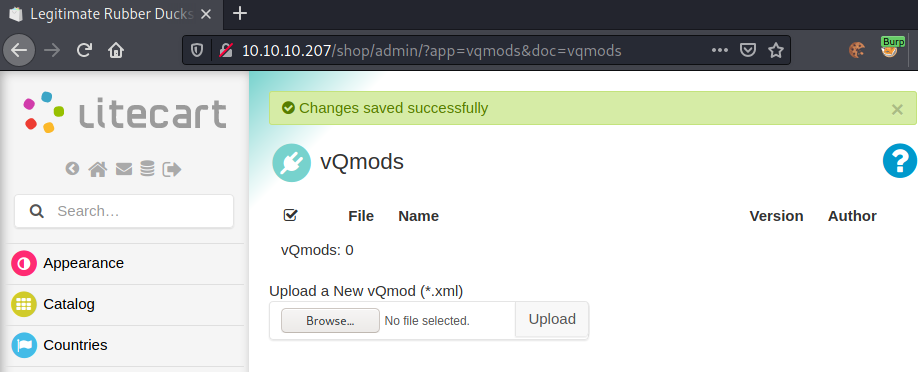 Legitimate Rubber Ducks
10.10.10.207/shop/admin/?app=vqmods&doc=vqmods
Burp
litecart
Search…
Appearance
Catalog
Countries
Changes saved successfully
vQmods
File Name Version Author
vQmods: 0
Upload a New vQmod (*.xml)
Browse… No file selected. Upload